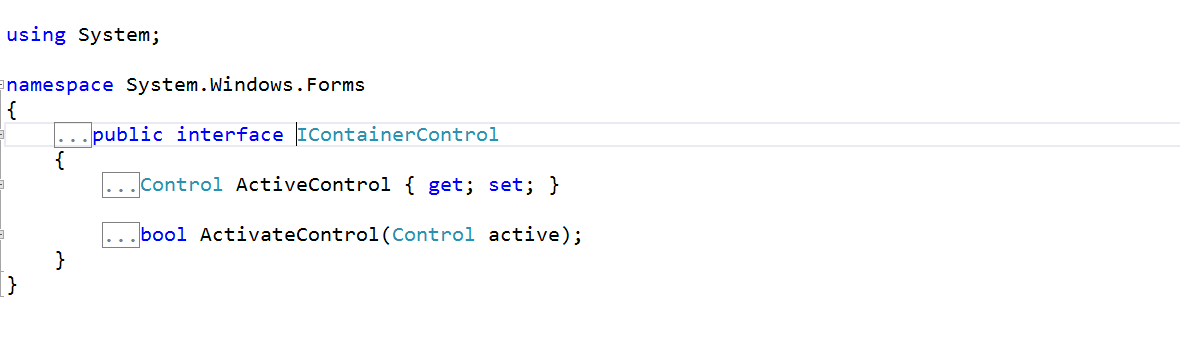 using System;
namespace System.Windows.Forms
{
...public interface IContainerControl
{
...Control ActiveControl { get; set; }
...bool ActivateControl(Control active);
}
}